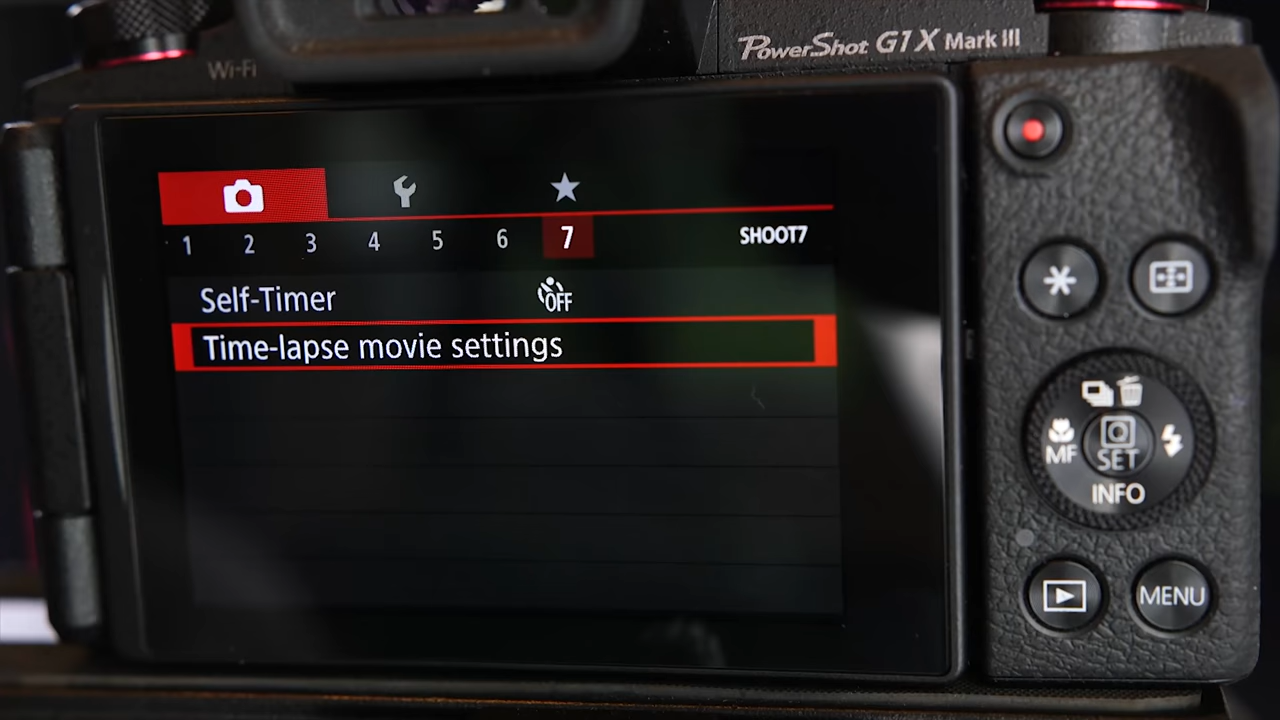 PowerShot G1 X Mark III
Wi-Fi
1 2 3 4 5 6 7 SHOOT7
Self-Timer OFF
Time-lapse movie settings
MF
SET
INFO
MENU